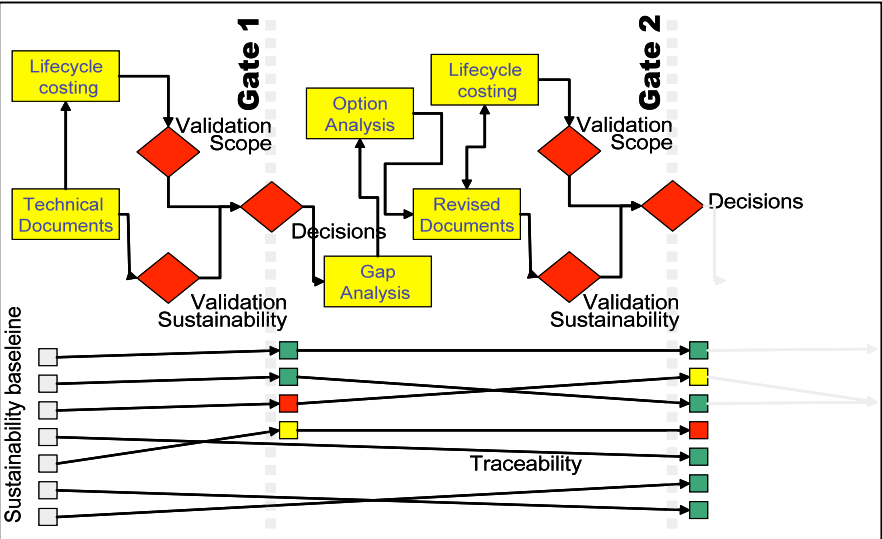 Gate 1
Gate 2
Lifecycle
costing
Validation
Scope
Technical
Documents
Decisions
Validation
Sustainability
Option
Analysis
Gap
Analysis
Lifecycle
costing
Validation
Scope
Revised
Documents
Decisions
Validation
Sustainability
Sustainability baseleine
Traceability